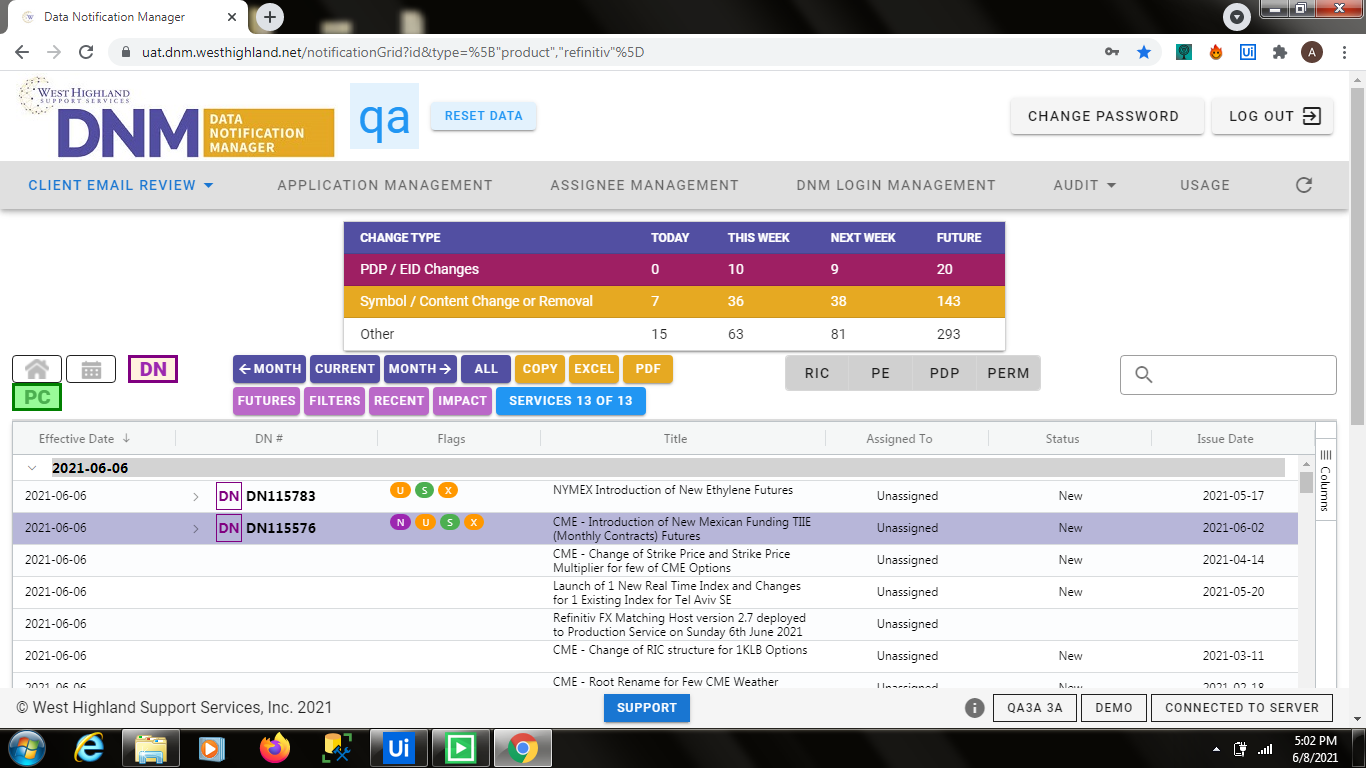 Data Notification Manager
uat.dnm.westhighland.net/notificationGrid?id&type=%5B"product","refinitiv"%5D
A
WEST HIGHLAND
SUPPORT SERVICES
DNM DATA NOTIFICATION MANAGER
qa
RESET DATA
CHANGE PASSWORD
LOG OUT
CLIENT EMAIL REVIEW
APPLICATION MANAGEMENT
ASSIGNEE MANAGEMENT
DNM LOGIN MANAGEMENT
AUDIT
USAGE
CHANGE TYPE TODAY THIS WEEK NEXT WEEK FUTURE
PDP / EID Changes 0 10 9 20
Symbol / Content Change or Removal 7 36 38 143
Other 15 63 81 293
DN
PC
MONTH CURRENT MONTH ALL COPY EXCEL PDF
FUTURES FILTERS RECENT IMPACT SERVICES 13 OF 13
RIC PE PDP PERM
Effective Date DN # Flags Title Assigned To Status Issue Date
Columns
2021-06-06
2021-06-06 DN DN115783 U S X NYMEX Introduction of New Ethylene Futures Unassigned New 2021-05-17
2021-06-06 DN DN115576 N U S X CME - Introduction of New Mexican Funding TIIE (Monthly Contracts) Futures Unassigned New 2021-06-02
2021-06-06 CME - Change of Strike Price and Strike Price Multiplier for few of CME Options Unassigned New 2021-04-14
2021-06-06 Launch of 1 New Real Time Index and Changes for 1 Existing Index for Tel Aviv SE Unassigned New 2021-05-20
2021-06-06 Refinitiv FX Matching Host version 2.7 deployed to Production Service on Sunday 6th June 2021 Unassigned
2021-06-06 CME - Change of RIC structure for 1KLB Options Unassigned New 2021-03-11
2021-06-06 CME - Root Rename for Few CME Weather Unassigned New 2021-02-18
© West Highland Support Services, Inc. 2021
SUPPORT
QA3A 3A
DEMO
CONNECTED TO SERVER
Ui
5:02 PM
6/8/2021